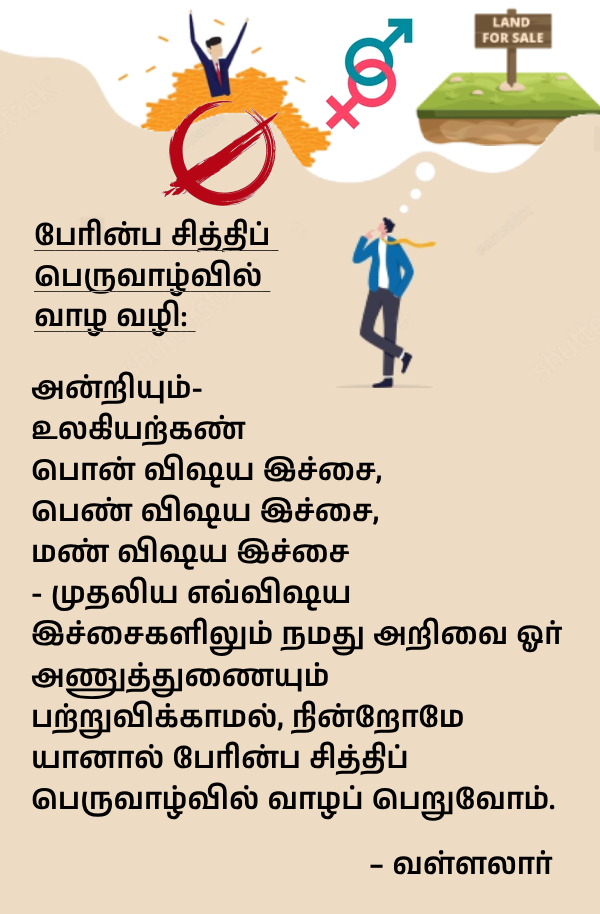 LAND
FOR SALE
பேரின்ப சித்திப்
பெருவாழ்வில்
வாழ வழி:
அன்றியும்-
உலகியற்கண்
பொன் விஷய இச்சை,
பெண் விஷய இச்சை,
மண் விஷய இச்சை
- முதலிய எவ்விஷய
இச்சைகளிலும் நமது அறிவை ஓர்
அணுத்துணையும்
பற்றுவிக்காமல், நின்றோமே
யானால் பேரின்ப சித்திப்
பெருவாழ்வில் வாழப் பெறுவோம்.
– வள்ளலார்